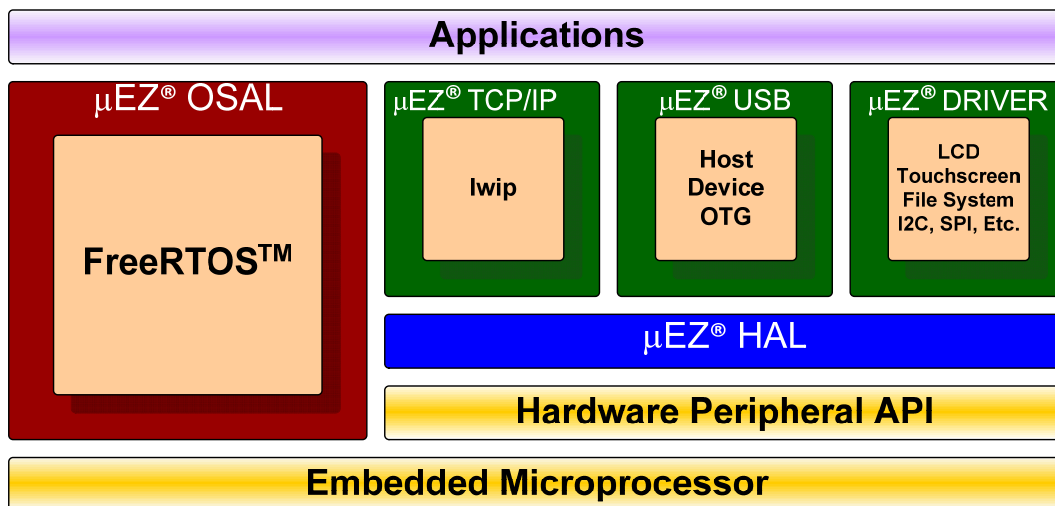 Applications
μEZ® OSAL
FreeRTOS™
μEZ® TCP/IP
lwip
μEZ® USB
Host
Device
OTG
μEZ® DRIVER
LCD
Touchscreen
File System
I2C, SPI, Etc.
μEZ® HAL
Hardware Peripheral API
Embedded Microprocessor